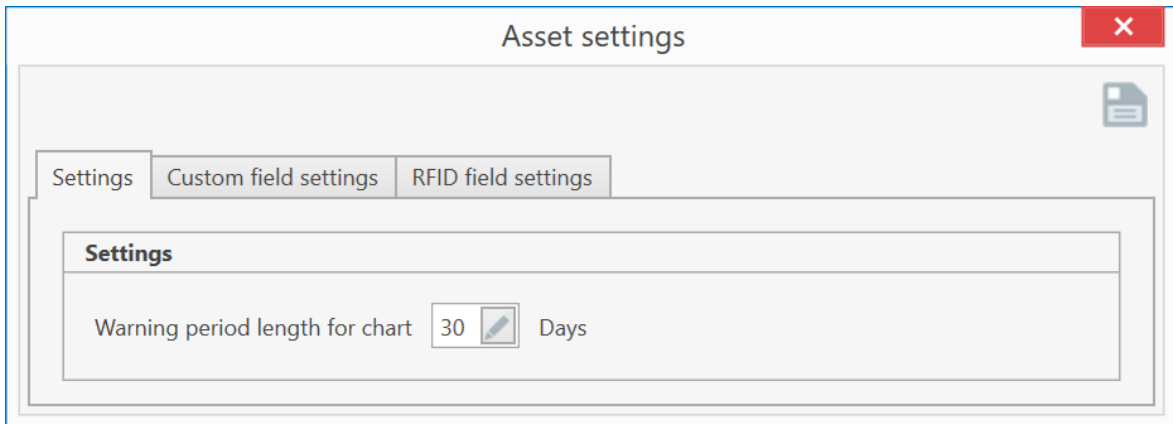 Asset settings
Settings Custom field settings RFID field settings
Settings
Warning period length for chart 30 Days